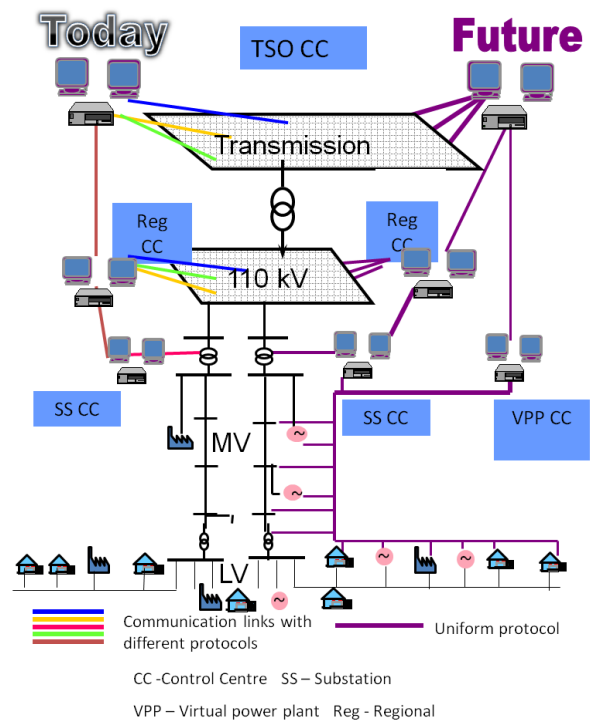 Today
Future
TSO CC
Transmission
Reg
CC
Reg
CC
110 kV
SS CC
SS CC
VPP CC
MV
~
~
LV
~
~
~
Communication links with
different protocols
Uniform protocol
CC -Control Centre SS – Substation
VPP – Virtual power plant Reg - Regional